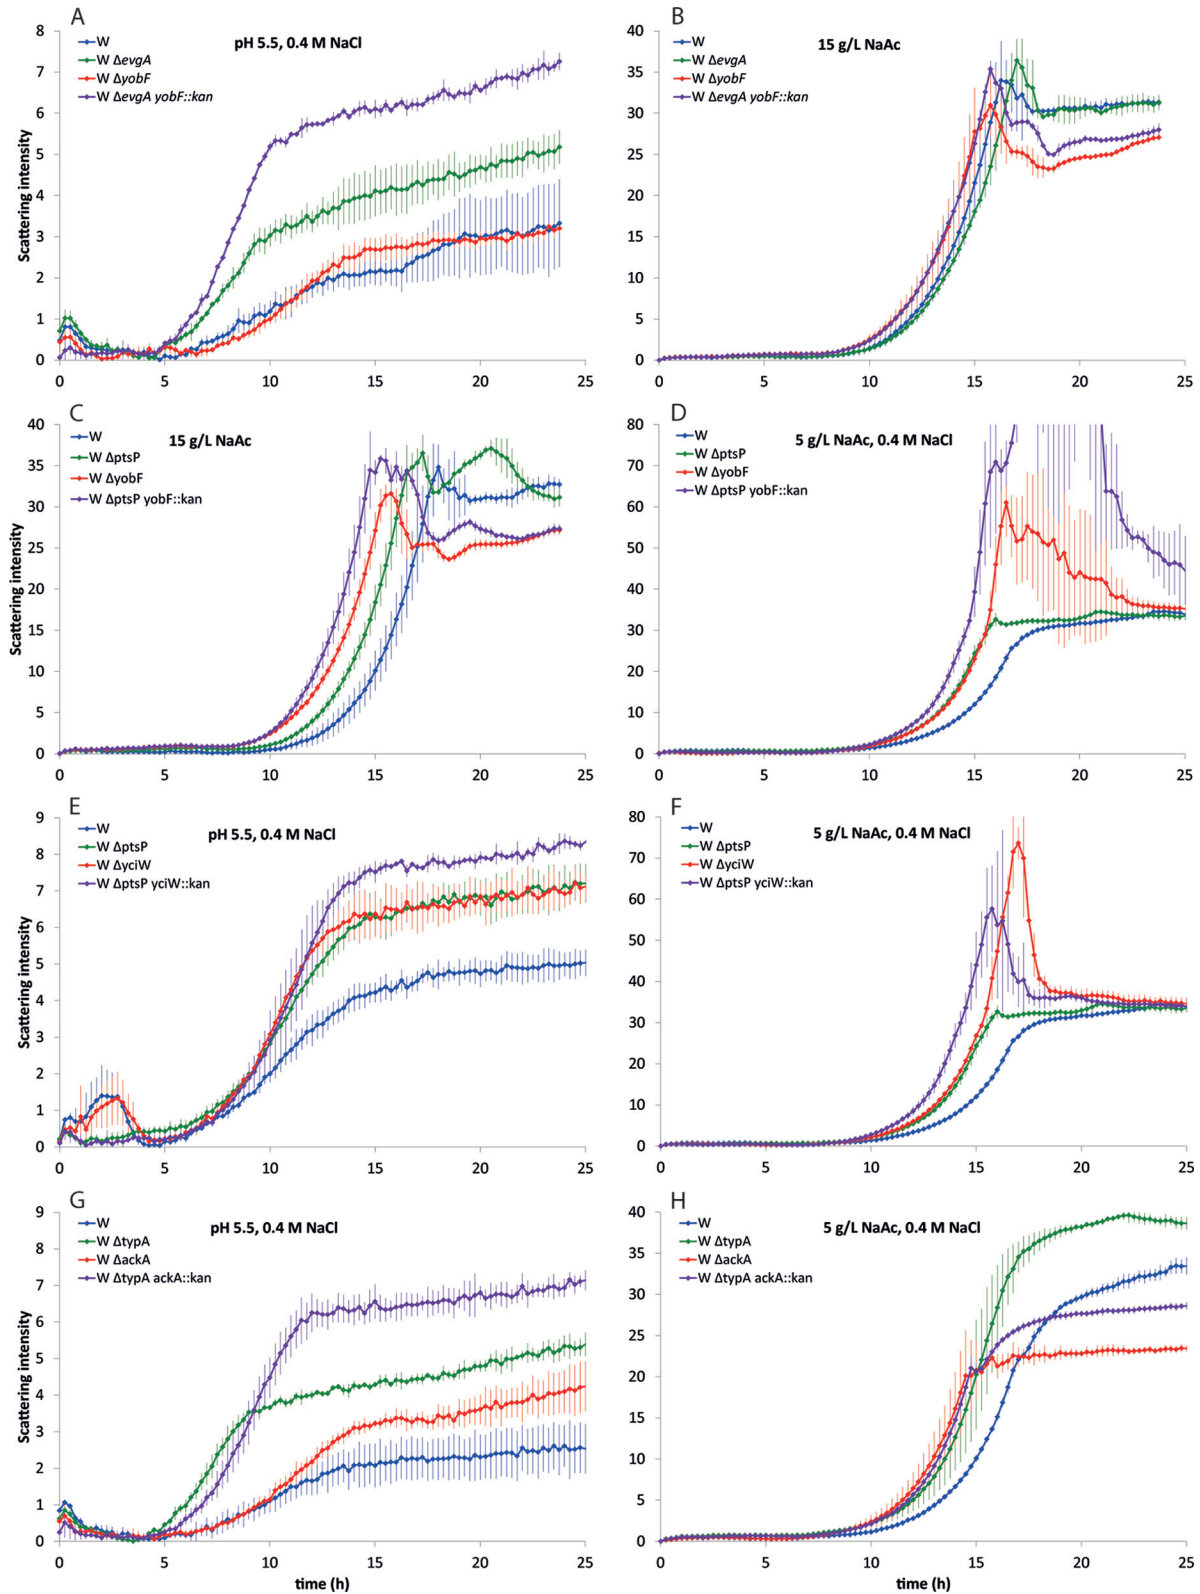 A
pH 5.5, 0.4 M NaCl
W
W ΔevgA
W ΔyobF
W ΔevgA yobF::kan
Scattering intensity
8
7
6
5
4
3
2
1
0
0 5 10 15 20 25
B
15 g/L NaAc
W
W ΔevgA
W ΔyobF
W ΔevgA yobF::kan
40
35
30
25
20
15
10
5
0
0 5 10 15 20 25
C
15 g/L NaAc
W
W ΔptsP
W ΔyobF
W ΔptsP yobF::kan
Scattering intensity
40
35
30
25
20
15
10
5
0
0 5 10 15 20 25
D
5 g/L NaAc, 0.4 M NaCl
W
W ΔptsP
W ΔyobF
W ΔptsP yobF::kan
80
70
60
50
40
30
20
10
0
0 5 10 15 20 25
E
pH 5.5, 0.4 M NaCl
W
W ΔptsP
W ΔyciW
W ΔptsP yciW::kan
Scattering intensity
9
8
7
6
5
4
3
2
1
0
0 5 10 15 20 25
F
5 g/L NaAc, 0.4 M NaCl
W
W ΔptsP
W ΔyciW
W ΔptsP yciW::kan
80
70
60
50
40
30
20
10
0
0 5 10 15 20 25
G
pH 5.5, 0.4 M NaCl
W
W ΔtypA
W ΔackA
W ΔtypA ackA::kan
Scattering intensity
9
8
7
6
5
4
3
2
1
0
0 5 10 15 20 25
time (h)
H
5 g/L NaAc, 0.4 M NaCl
W
W ΔtypA
W ΔackA
W ΔtypA ackA::kan
40
35
30
25
20
15
10
5
0
0 5 10 15 20 25
time (h)